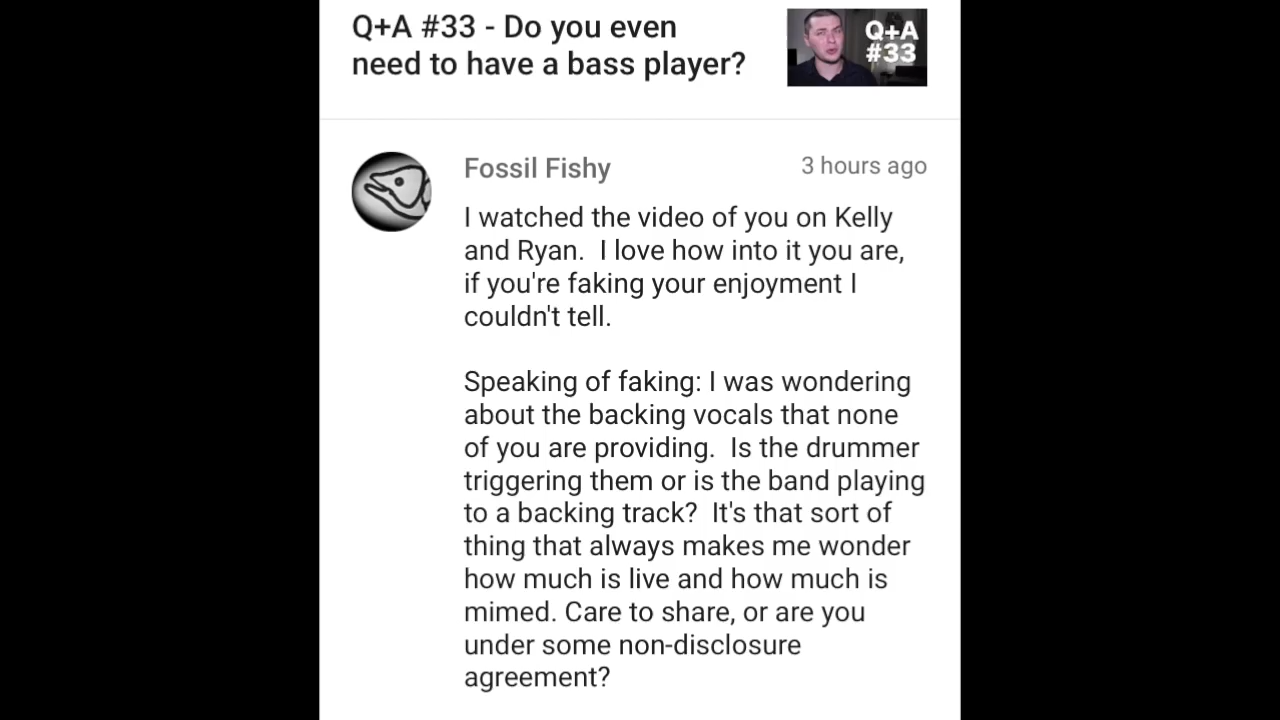 Q+A #33 - Do you even
need to have a bass player?
Q+A
#33
Fossil Fishy
3 hours ago
I watched the video of you on Kelly
and Ryan.  I love how into it you are,
if you're faking your enjoyment I
couldn't tell.
Speaking of faking: I was wondering
about the backing vocals that none
of you are providing.  Is the drummer
triggering them or is the band playing
to a backing track?  It's that sort of
thing that always makes me wonder
how much is live and how much is
mimed. Care to share, or are you
under some non-disclosure
agreement?